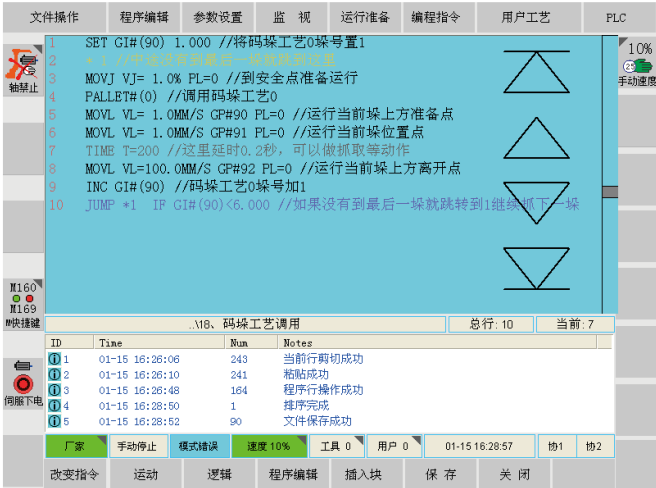 文件操作 程序编辑 参数设置 监 视 运行准备 编程指令 用户工艺 PLC
轴禁止
1 SET GI#(90) 1.000 //将码垛工艺0垛号置1
2 * 1 //中途没有到最后一垛就跳到这里
3 MOVJ VJ= 1.0% PL=0 //到安全点准备运行
4 PALLET#(0) //调用码垛工艺0
5 MOVL VL= 1.0MM/S GP#90 PL=0 //运行当前垛上方准备点
6 MOVL VL= 1.0MM/S GP#91 PL=0 //运行当前垛位置点
7 TIME T=200 //这里延时0.2秒，可以做抓取等动作
8 MOVL VL=100.0MM/S GP#92 PL=0 //运行当前垛上方离开点
9 INC GI#(90) //码垛工艺0垛号加1
10 JUMP *1 IF GI#(90)<6.000 //如果没有到最后一垛就跳转到1继续抓下一垛
10%
手动速度
M160
M169
M快捷键
伺服下电
..\18、码垛工艺调用 总行: 10 当前: 7
ID Time Num Notes
1 01-15 16:26:06 243 当前行剪切成功
2 01-15 16:26:10 241 粘贴成功
3 01-15 16:26:48 164 程序行操作成功
4 01-15 16:28:50 1 排序完成
5 01-15 16:28:52 90 文件保存成功
厂家 手动停止 模式错误 速度 10% 工具 0 用户 0 01-15 16:28:57 协1 协2
改变指令 运动 逻辑 程序编辑 插入块 保 存 关 闭